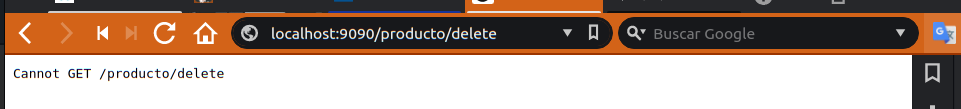 localhost:9090/producto/delete
Buscar Google
Cannot GET /producto/delete